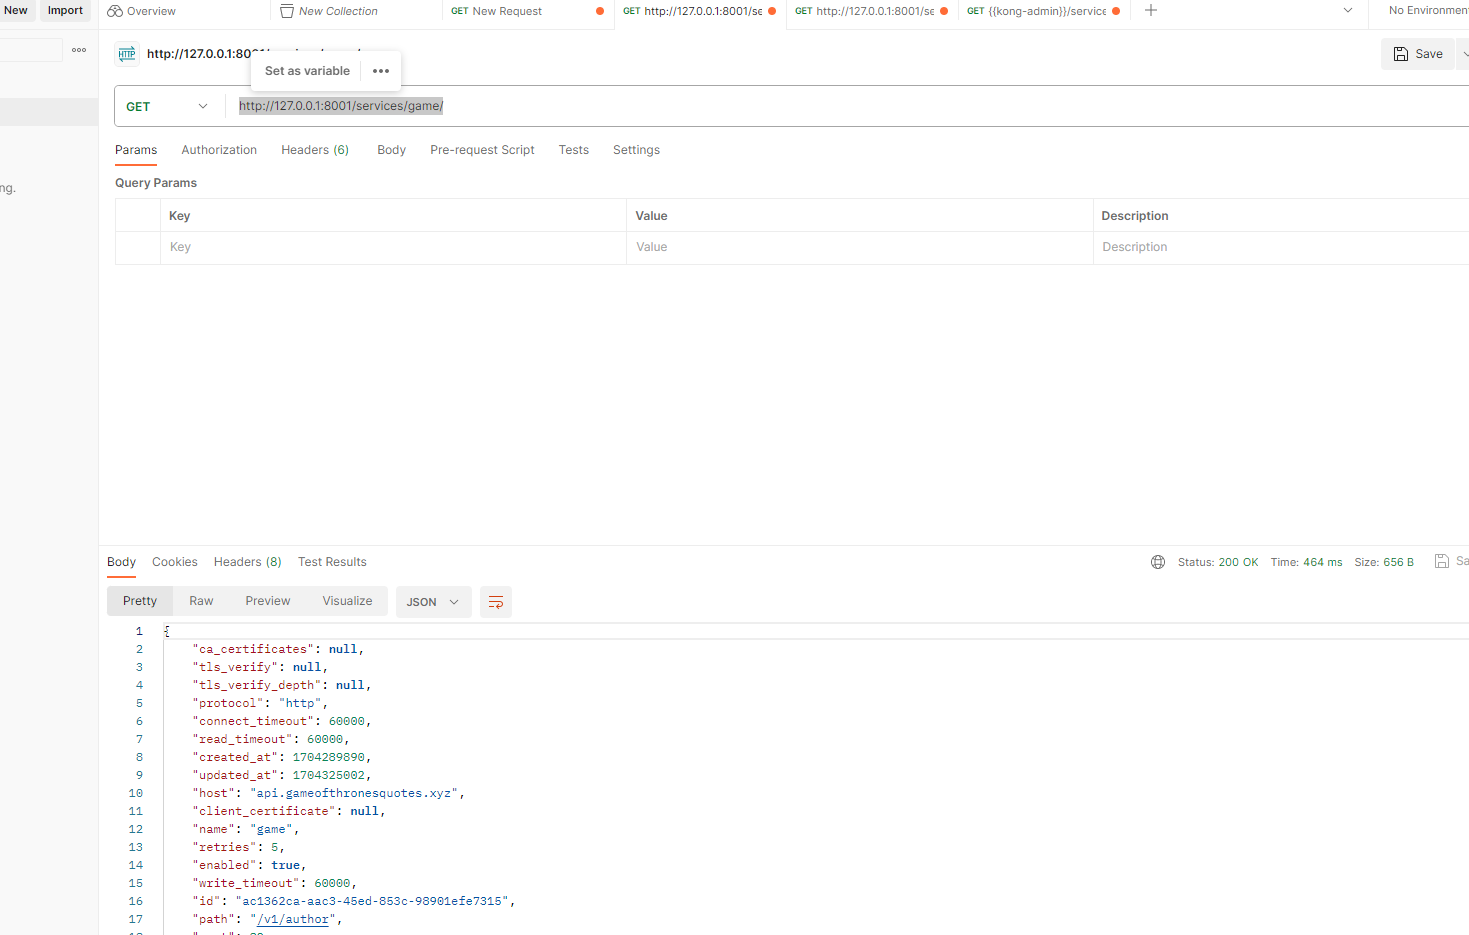 New Import Overview New Collection GET New Request GET http://127.0.0.1:8001/se GET http://127.0.0.1:8001/se GET {{kong-admin}}/service No Environmen
http://127.0.0.1:8001
Save
Set as variable
GET http://127.0.0.1:8001/services/game/
Params Authorization Headers (6) Body Pre-request Script Tests Settings
Query Params
ng.
Key Value Description
Key Value Description
Body Cookies Headers (8) Test Results Status: 200 OK Time: 464 ms Size: 656 B Sa
Pretty Raw Preview Visualize JSON
1 {
2 "ca_certificates": null,
3 "tls_verify": null,
4 "tls_verify_depth": null,
5 "protocol": "http",
6 "connect_timeout": 60000,
7 "read_timeout": 60000,
8 "created_at": 1704289890,
9 "updated_at": 1704325002,
10 "host": "api.gameofthronesquotes.xyz",
11 "client_certificate": null,
12 "name": "game",
13 "retries": 5,
14 "enabled": true,
15 "write_timeout": 60000,
16 "id": "ac1362ca-aac3-45ed-853c-98901efe7315",
17 "path": "/v1/author",